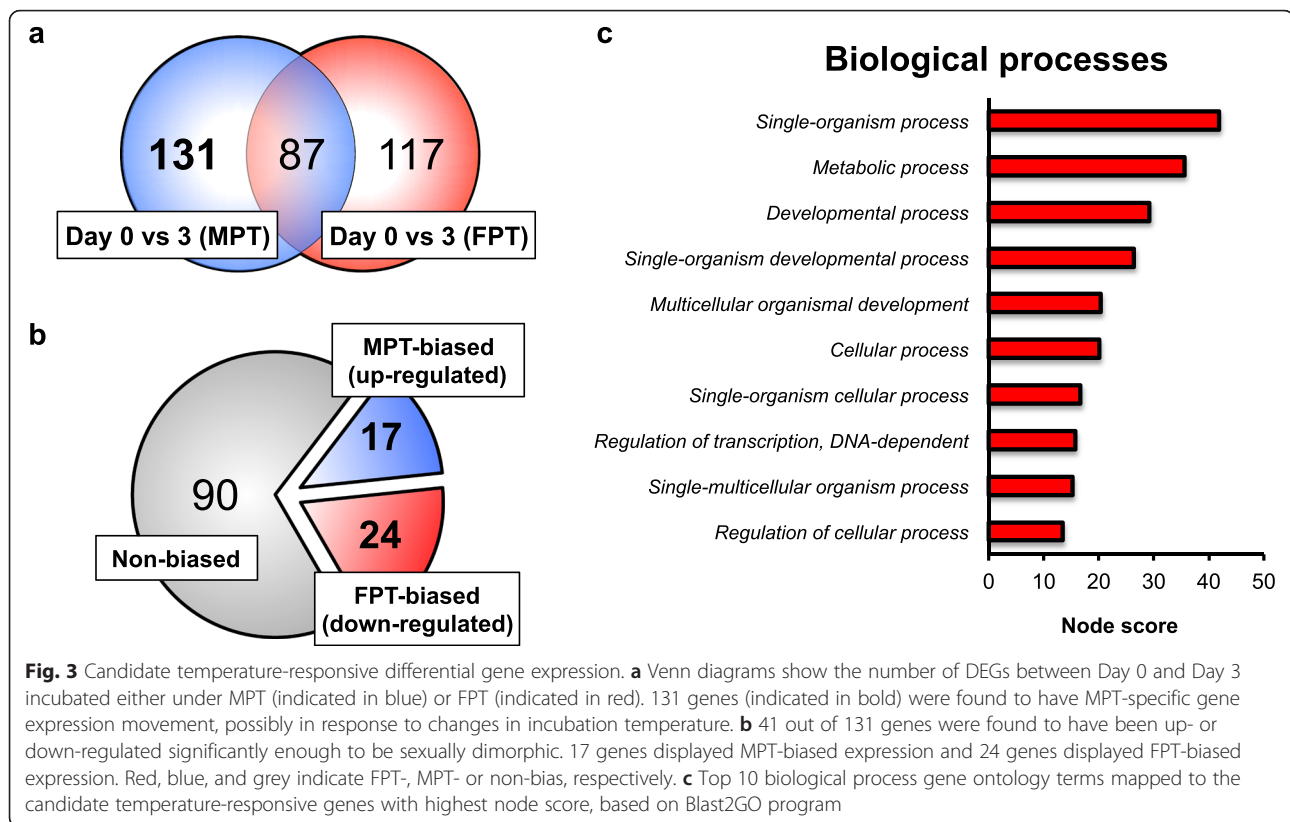 a
131
87
117
Day 0 vs 3 (MPT)
Day 0 vs 3 (FPT)
b
MPT-biased
(up-regulated)
17
90
24
Non-biased
FPT-biased
(down-regulated)
c
Biological processes
Single-organism process
Metabolic process
Developmental process
Single-organism developmental process
Multicellular organismal development
Cellular process
Single-organism cellular process
Regulation of transcription, DNA-dependent
Single-multicellular organism process
Regulation of cellular process
0 10 20 30 40 50
Node score
Fig. 3 Candidate temperature-responsive differential gene expression. a Venn diagrams show the number of DEGs between Day 0 and Day 3
incubated either under MPT (indicated in blue) or FPT (indicated in red). 131 genes (indicated in bold) were found to have MPT-specific gene
expression movement, possibly in response to changes in incubation temperature. b 41 out of 131 genes were found to have been up- or
down-regulated significantly enough to be sexually dimorphic. 17 genes displayed MPT-biased expression and 24 genes displayed FPT-biased
expression. Red, blue, and grey indicate FPT-, MPT- or non-bias, respectively. c Top 10 biological process gene ontology terms mapped to the
candidate temperature-responsive genes with highest node score, based on Blast2GO program